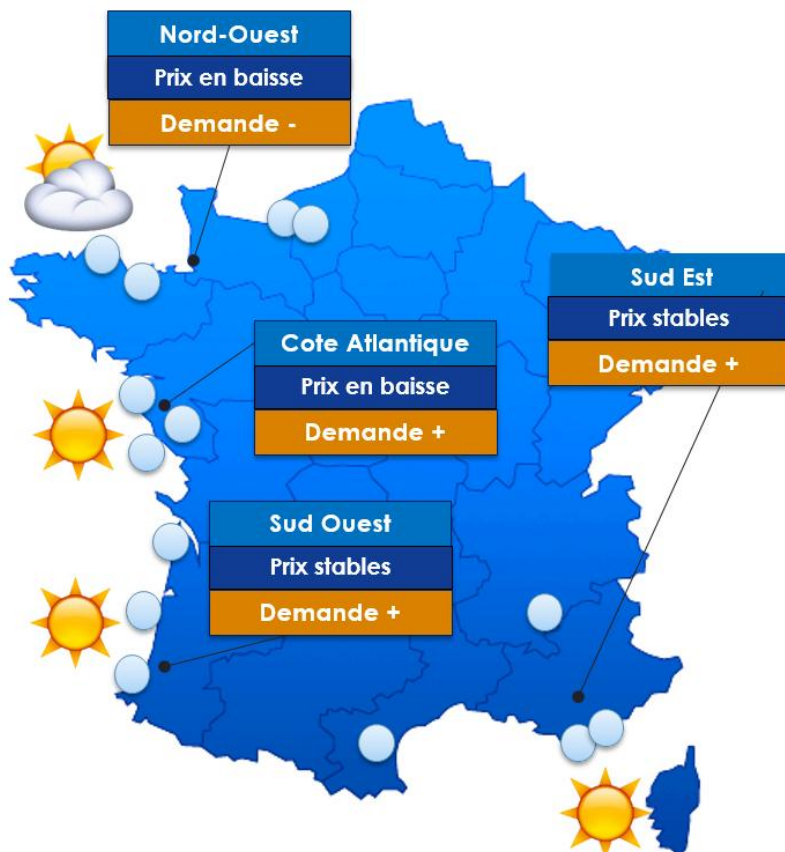 Nord-Ouest
Prix en baisse
Demande -
Sud Est
Prix stables
Demande +
Cote Atlantique
Prix en baisse
Demande +
Sud Ouest
Prix stables
Demande +